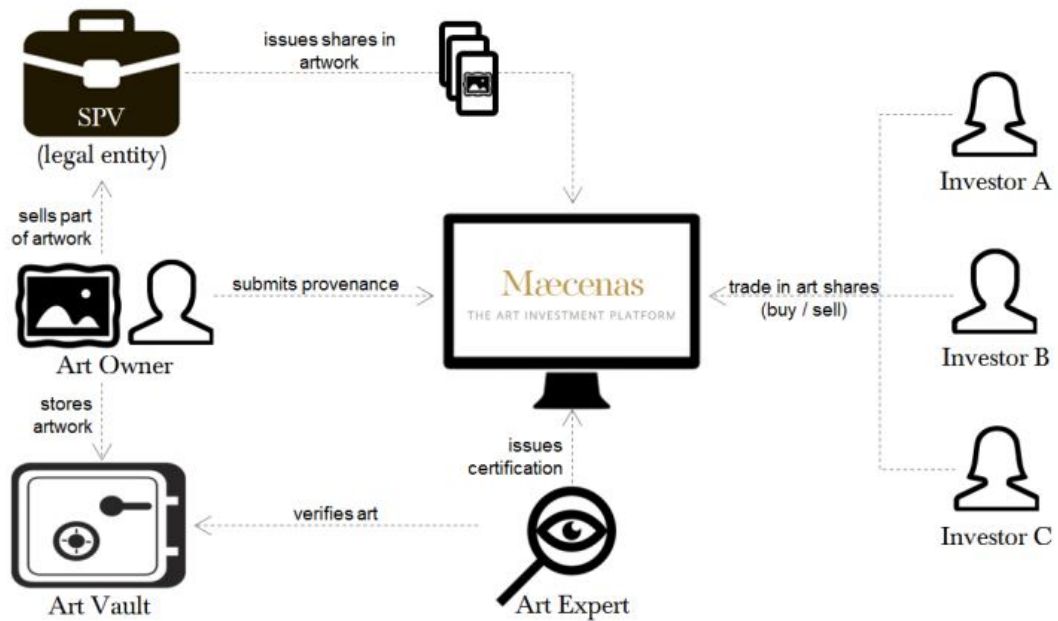 issues shares in
artwork
SPV
(legal entity)
Investor A
sells part
of artwork
submits provenance
Mæcenas
THE ART INVESTMENT PLATFORM
trade in art shares
(buy / sell)
Art Owner
Investor B
stores
artwork
issues
certification
verifies art
Investor C
Art Vault
Art Expert